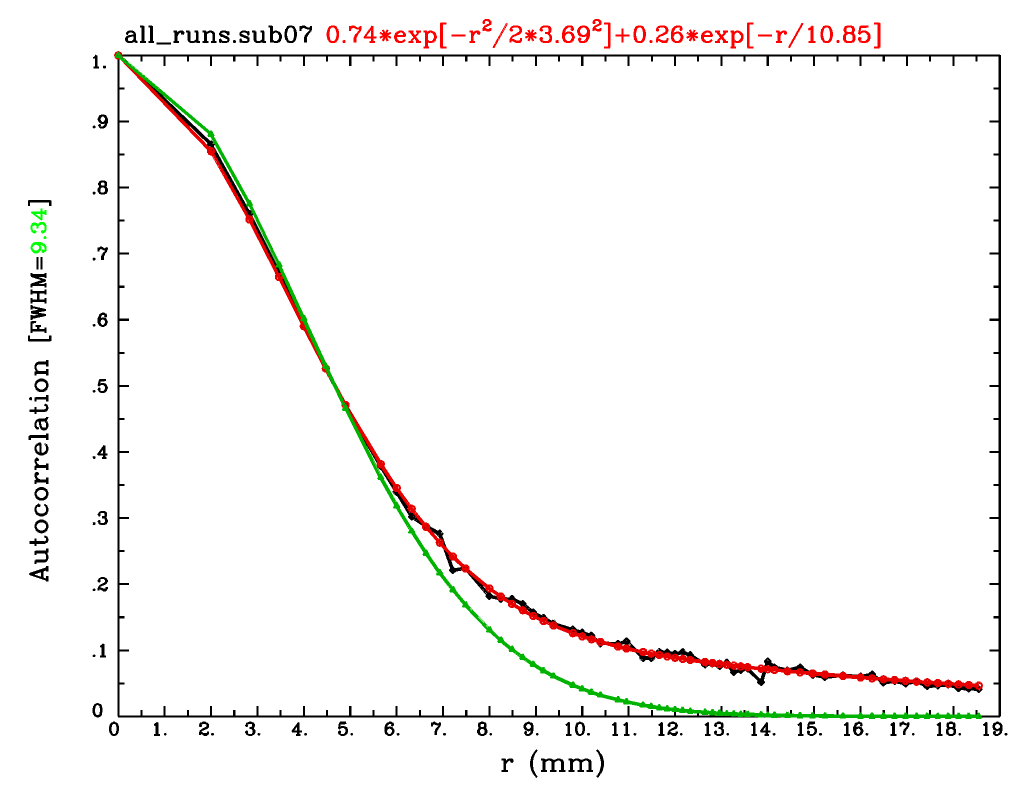 all_runs.sub07 0.74*exp[-r²/2*3.69²]+0.26*exp[-r/10.85]
1.
.9
.8
.7
.6
.5
.4
.3
.2
.1
0
Autocorrelation [FWHM=9.34]
0 1. 2. 3. 4. 5. 6. 7. 8. 9. 10. 11. 12. 13. 14. 15. 16. 17. 18. 19.
r (mm)